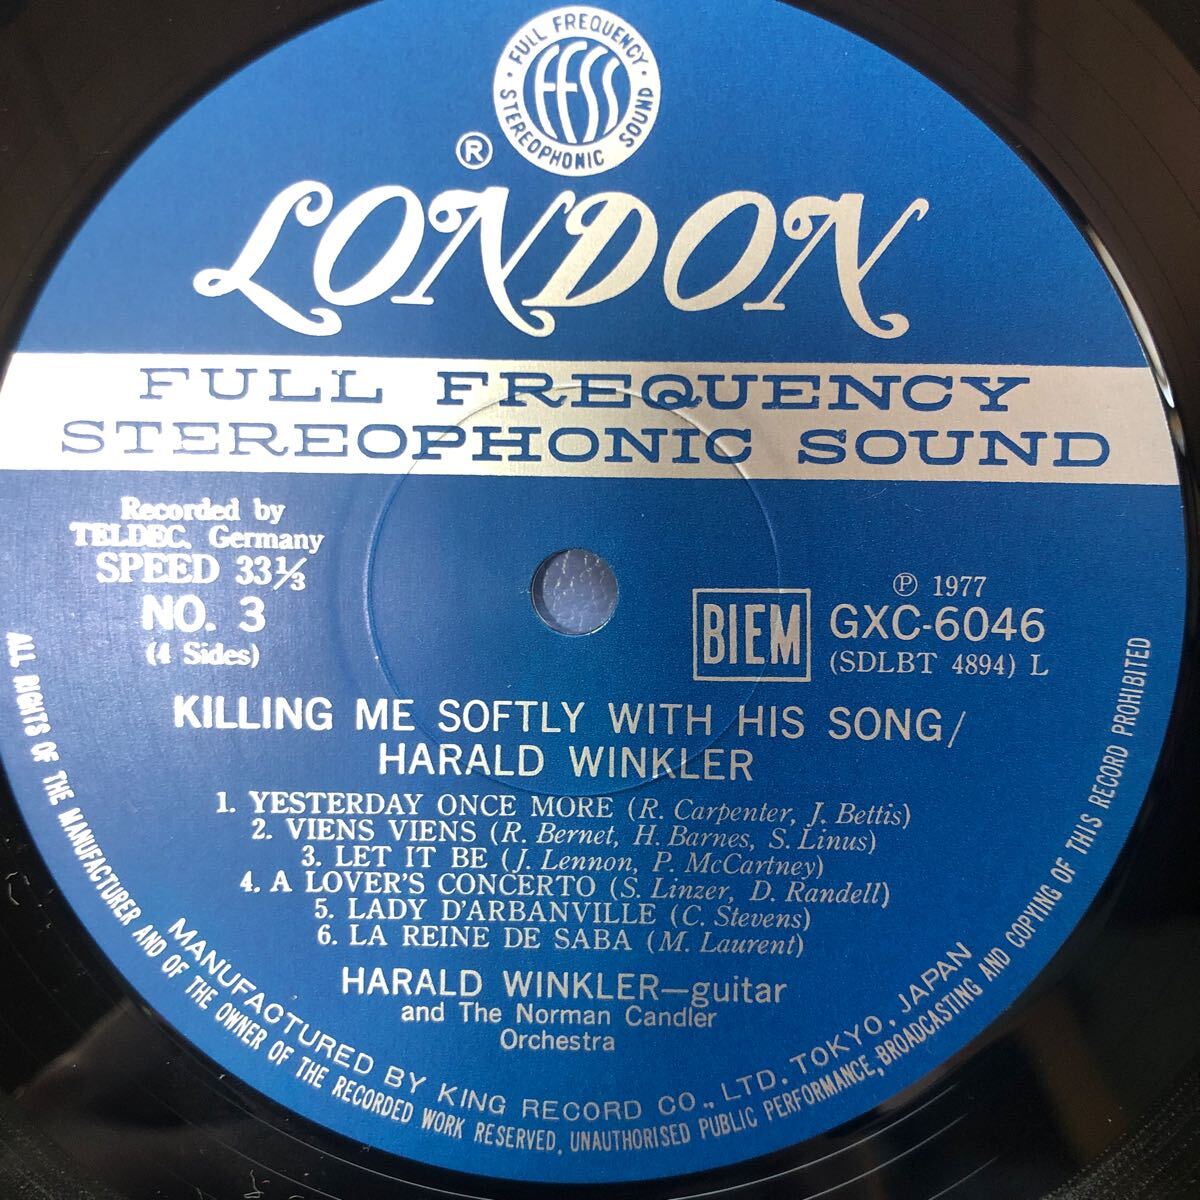 FULL FREQUENCY
FFSS
STEREOPHONIC SOUND
®
LONDON
FULL FREQUENCY
STEREOPHONIC SOUND
Recorded by
TELDEC, Germany
SPEED 33⅓
NO. 3
(4 Sides)
BIEM
℗ 1977
GXC-6046
(SDLBT 4894) L
KILLING ME SOFTLY WITH HIS SONG/
HARALD WINKLER
1. YESTERDAY ONCE MORE (R. Carpenter, J. Bettis)
2. VIENS VIENS (R. Bernet, H. Barnes, S. Linus)
3. LET IT BE (J. Lennon, P. McCartney)
4. A LOVER'S CONCERTO (S. Linzer, D. Randell)
5. LADY D'ARBANVILLE (C. Stevens)
6. LA REINE DE SABA (M. Laurent)
HARALD WINKLER—guitar
and The Norman Candler
Orchestra
MANUFACTURED BY KING RECORD CO., LTD. TOKYO, JAPAN
ALL RIGHTS OF THE MANUFACTURER AND OF THE OWNER OF THE RECORDED WORK RESERVED, UNAUTHORISED PUBLIC PERFORMANCE, BROADCASTING AND COPYING OF THIS RECORD PROHIBITED